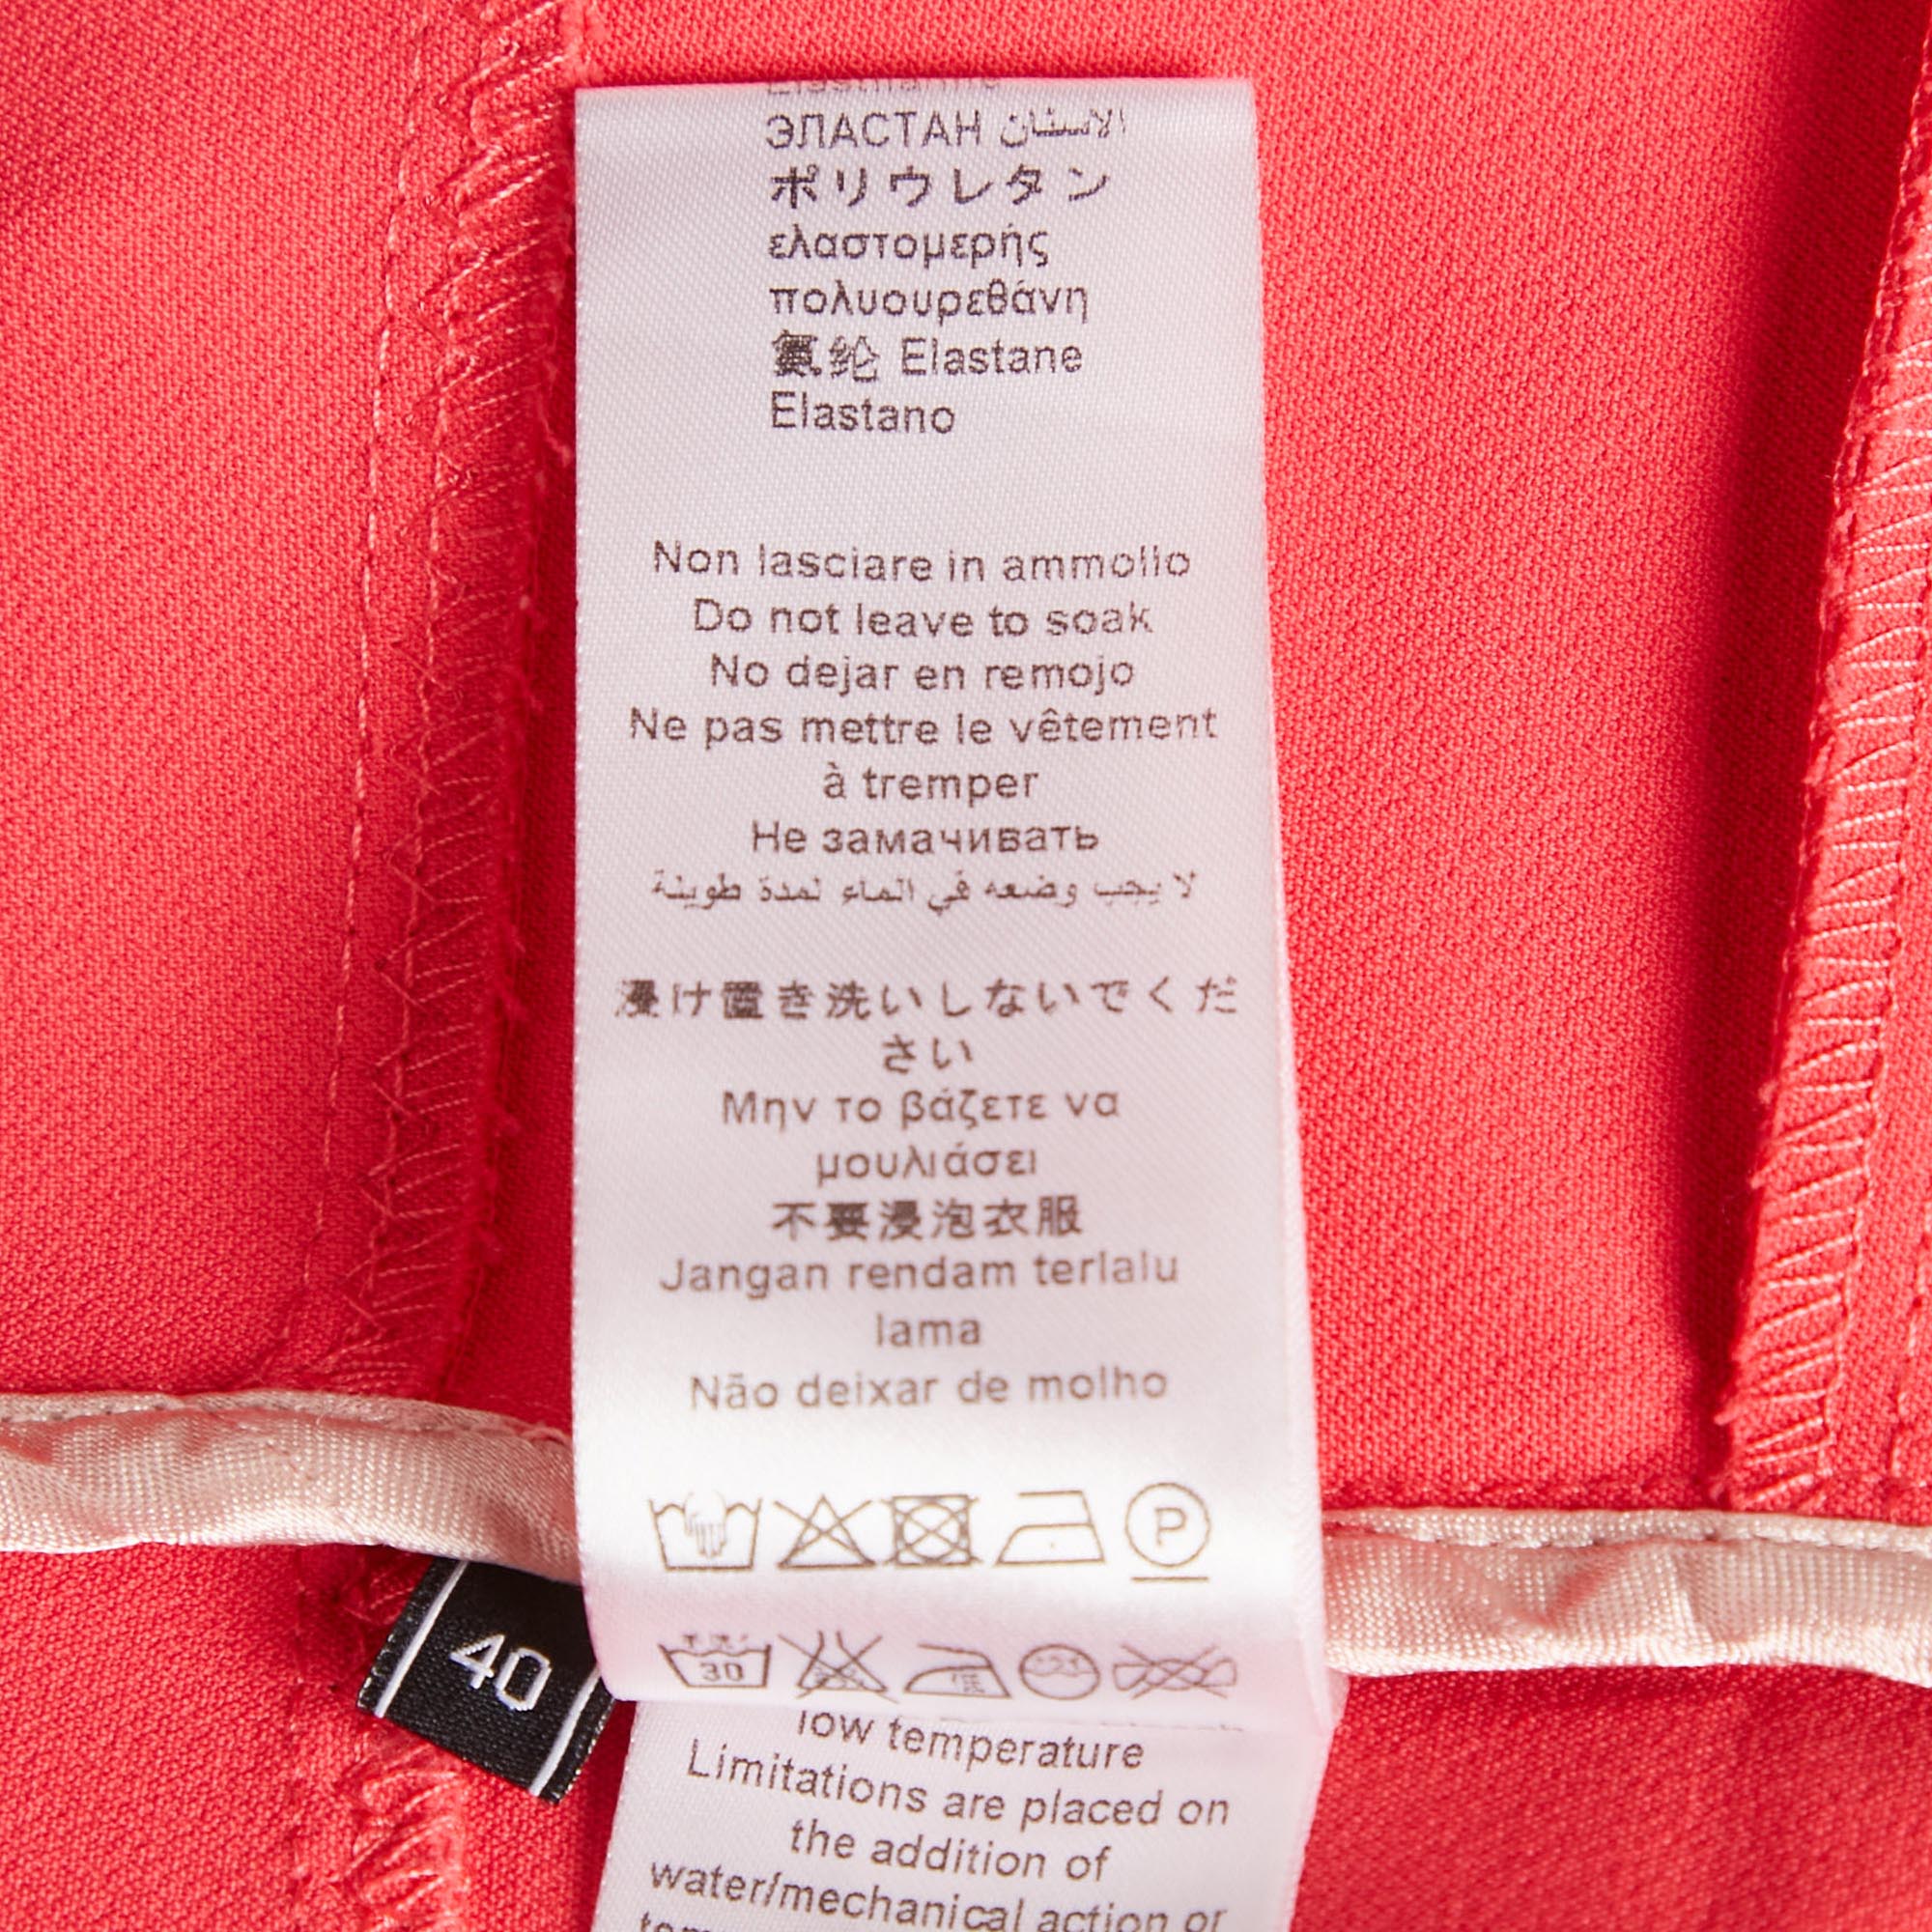 ЭЛАСТАН الاستان
ポリウレタン
ελαστομερής
πολυουρεθάνη
氨纶 Elastane
Elastano
Non lasciare in ammollo
Do not leave to soak
No dejar en remojo
Ne pas mettre le vêtement
à tremper
Не замачивать
لا يجب وضعه في الماء لمدة طويلة
浸け置き洗いしないでくだ
さい
Μην το βάζετε να
μουλιάσει
不要浸泡衣服
Jangan rendam terlalu
lama
Não deixar de molho
P
30 低
40
low temperature
Limitations are placed on
the addition of
water/mechanical action or